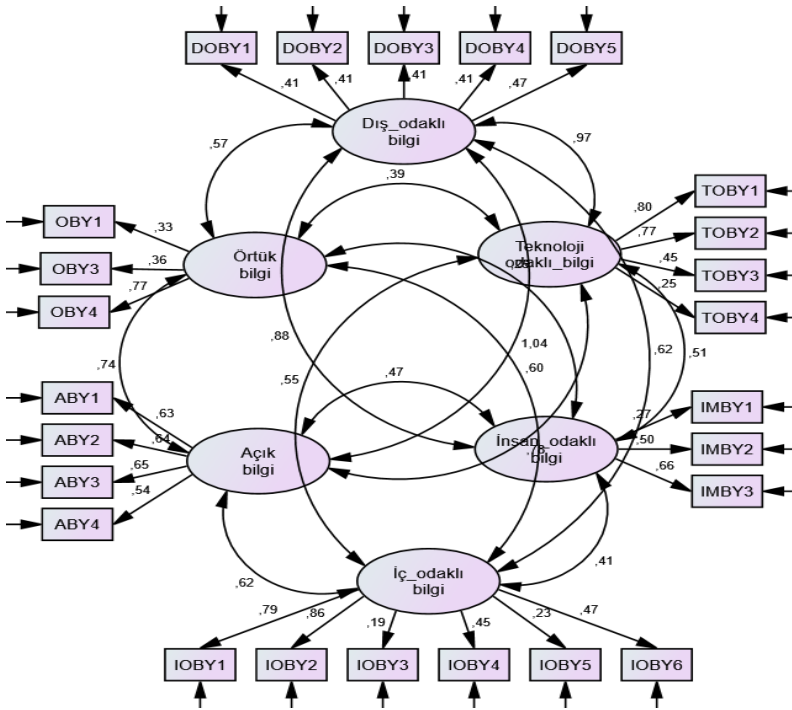 DOBY1 DOBY2 DOBY3 DOBY4 DOBY5
,41 ,41 ,41 ,41 ,47
Dış_odaklı
bilgi
,57 ,97
,39
OBY1 ,33
OBY3 ,36
OBY4 ,77
Örtük
bilgi
Teknoloji
odaklı_bilgi
,80 TOBY1
,77 TOBY2
,45 TOBY3
,25 TOBY4
,88
,55
1,04
,60
,62 ,51
,74
,47
ABY1 ,63
ABY2 ,64
ABY3 ,65
ABY4 ,54
Açık
bilgi
İnsan_odaklı
bilgi
,27 IMBY1
,50 IMBY2
,66 IMBY3
,62
,41
İç_odaklı
bilgi
,79 ,86 ,19 ,45 ,23 ,47
IOBY1 IOBY2 IOBY3 IOBY4 IOBY5 IOBY6